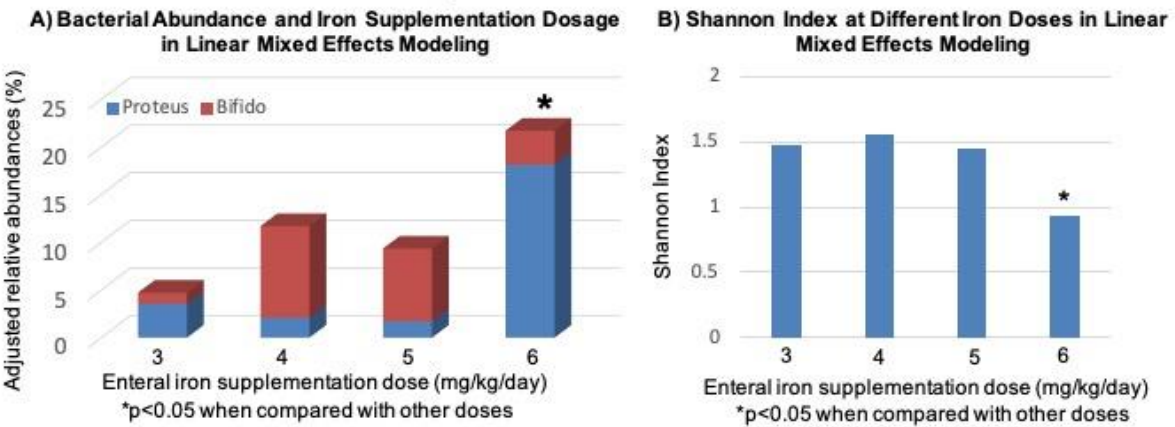 A) Bacterial Abundance and Iron Supplementation Dosage
in Linear Mixed Effects Modeling
Adjusted relative abundances (%)
25
20
15
10
5
0
Proteus Bifido
*
3 4 5 6
Enteral iron supplementation dose (mg/kg/day)
*p<0.05 when compared with other doses
B) Shannon Index at Different Iron Doses in Linear
Mixed Effects Modeling
Shannon Index
2
1.5
1
0.5
0
*
3 4 5 6
Enteral iron supplementation dose (mg/kg/day)
*p<0.05 when compared with other doses